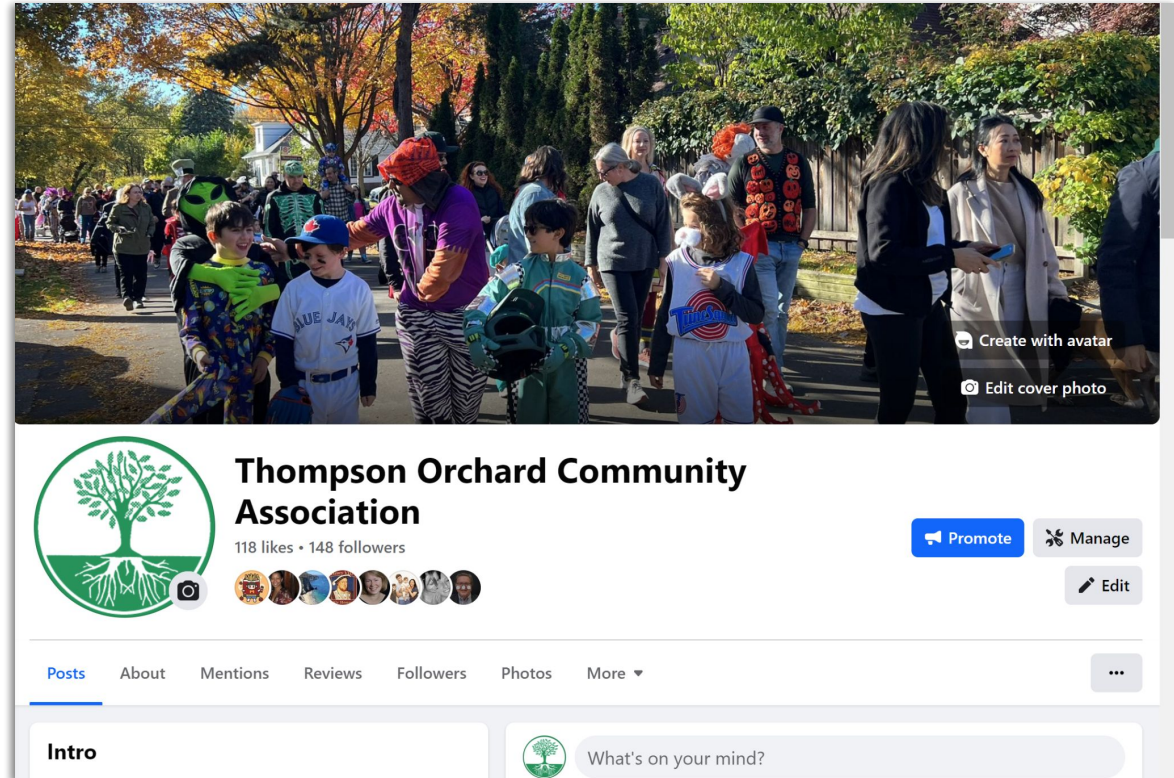 BLUE JAYS
TUNE SQUAD
Create with avatar
Edit cover photo
Thompson Orchard Community
Association
118 likes • 148 followers
Promote
Manage
Edit
Posts
About
Mentions
Reviews
Followers
Photos
More
Intro
What's on your mind?